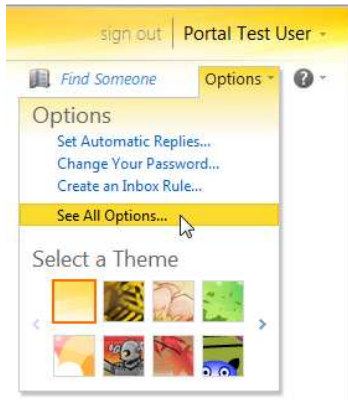 sign out | Portal Test User
Find Someone Options
Options
Set Automatic Replies...
Change Your Password...
Create an Inbox Rule...
See All Options...
Select a Theme